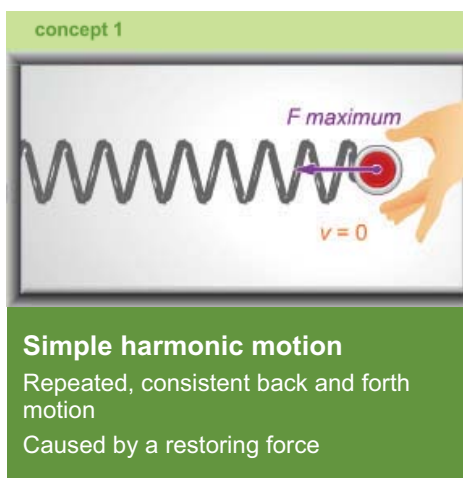 concept 1
F maximum
v = 0
Simple harmonic motion
Repeated, consistent back and forth
motion
Caused by a restoring force